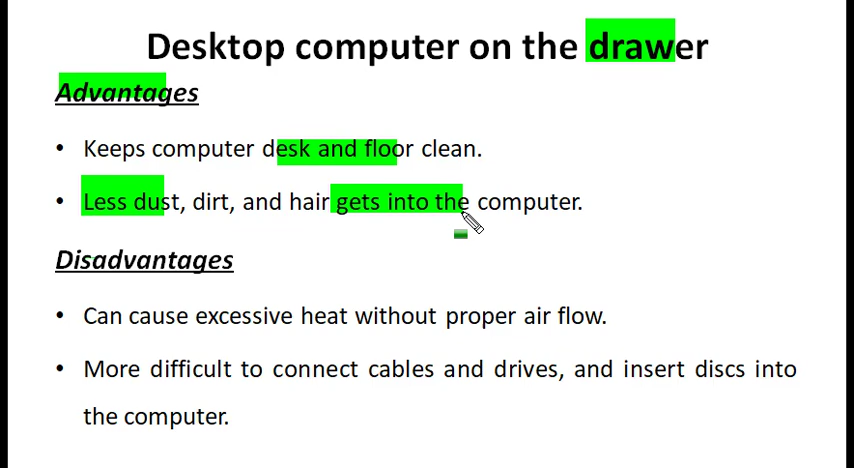 Desktop computer on the drawer
Advantages
• Keeps computer desk and floor clean.
• Less dust, dirt, and hair gets into the computer.
Disadvantages
• Can cause excessive heat without proper air flow.
• More difficult to connect cables and drives, and insert discs into
the computer.